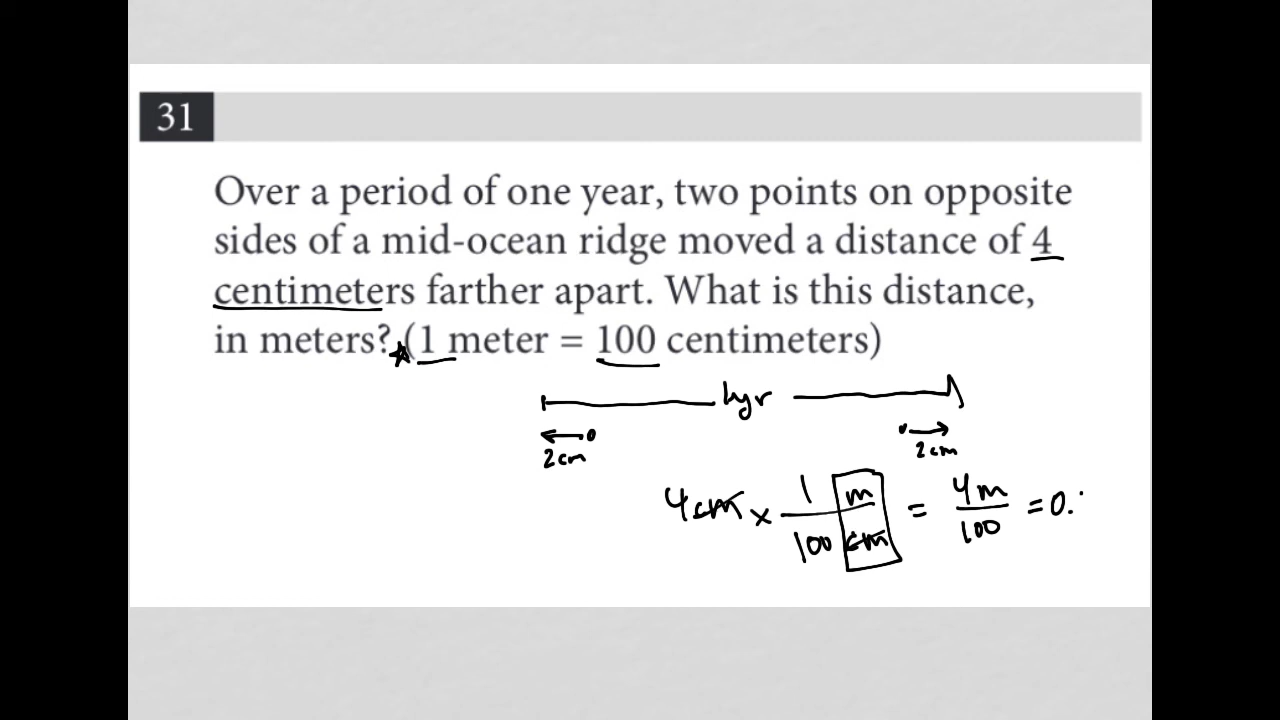 31
Over a period of one year, two points on opposite
sides of a mid-ocean ridge moved a distance of 4
centimeters farther apart. What is this distance,
in meters? (1 meter = 100 centimeters)
1yr
2cm 2cm
4cm x 1 m / 100 cm = 4m / 100 = 0.